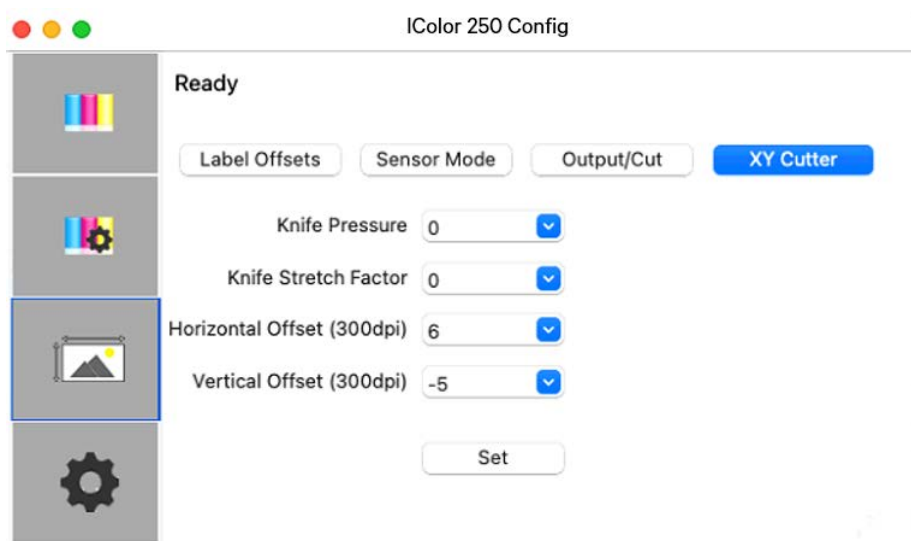 IColor 250 Config
Ready
Label Offsets Sensor Mode Output/Cut XY Cutter
Knife Pressure 0
Knife Stretch Factor 0
Horizontal Offset (300dpi) 6
Vertical Offset (300dpi) -5
Set